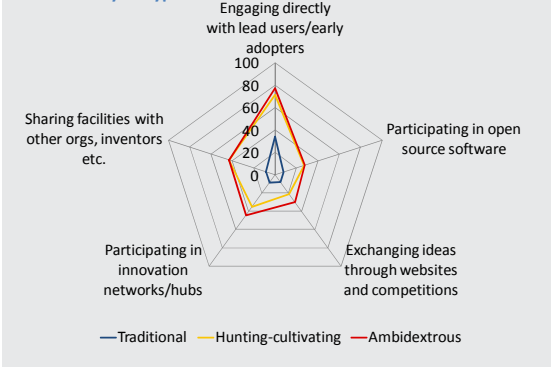 Engaging directly
with lead users/early
adopters
100
80
60
40
20
0
Participating in open
source software
Exchanging ideas
through websites
and competitions
Participating in
innovation
networks/hubs
Sharing facilities with
other orgs, inventors
etc.
Traditional
Hunting-cultivating
Ambidextrous